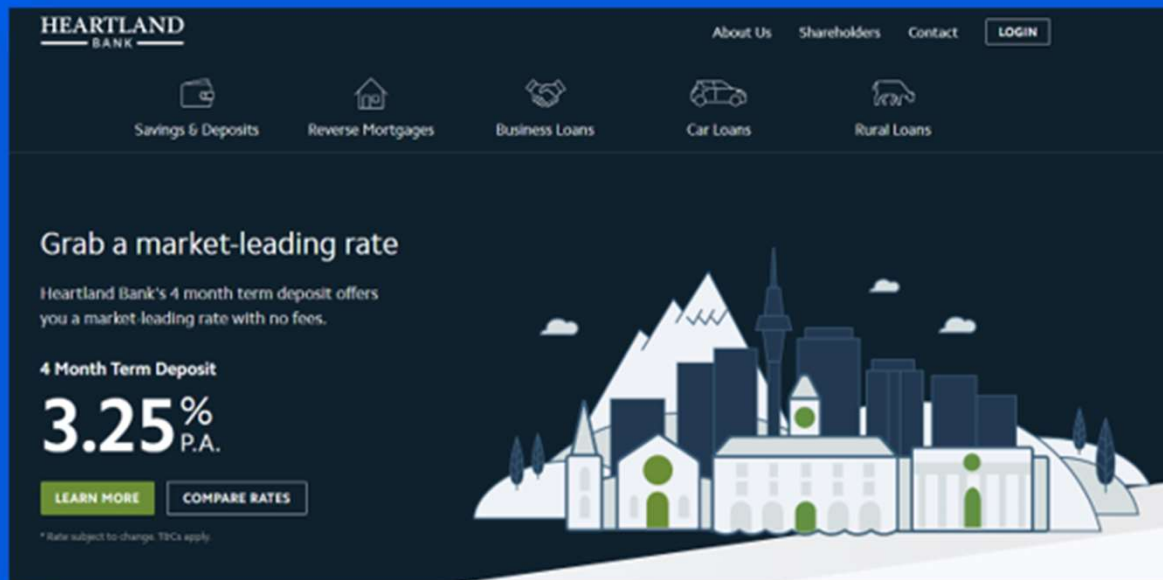 HEARTLAND
BANK
About Us Shareholders Contact LOGIN
Savings & Deposits Reverse Mortgages Business Loans Car Loans Rural Loans
Grab a market-leading rate
Heartland Bank's 4 month term deposit offers
you a market-leading rate with no fees.
4 Month Term Deposit
3.25%
P.A.
LEARN MORE COMPARE RATES
* Rate subject to change. T&Cs apply.